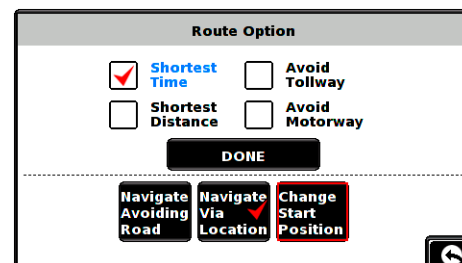 Route Option
Shortest
Time
Avoid
Tollway
Shortest
Distance
Avoid
Motorway
DONE
Navigate
Avoiding
Road
Navigate
Via
Location
Change
Start
Position